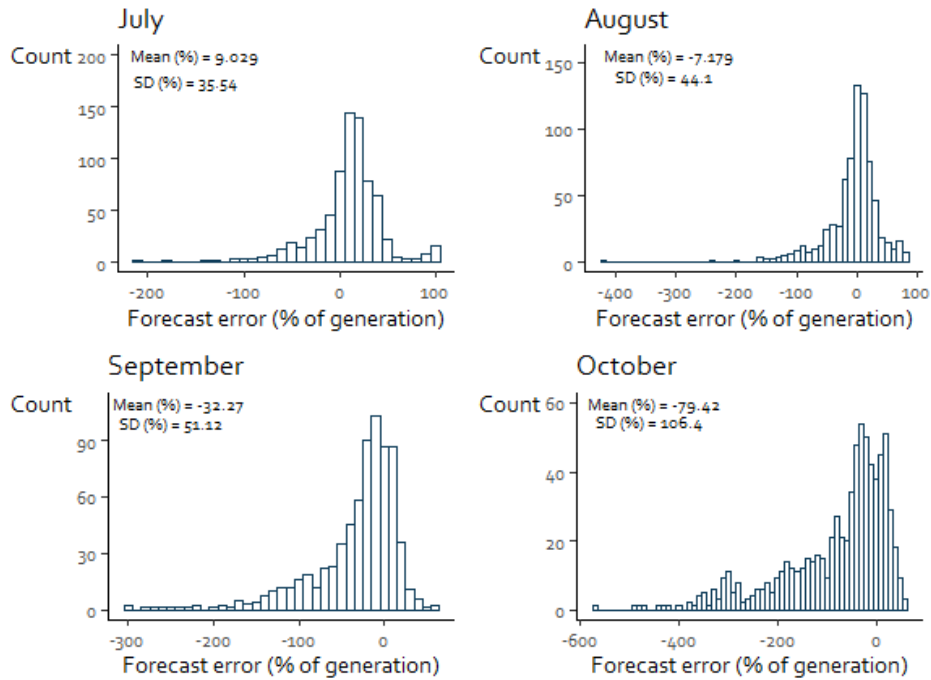 July
Count
Mean (%) = 9.029
SD (%) = 35.54
200
150
100
50
0
-200 -100 0 100
Forecast error (% of generation)
August
Count
Mean (%) = -7.179
SD (%) = 44.1
150
100
50
0
-400 -300 -200 -100 0 100
Forecast error (% of generation)
September
Count
Mean (%) = -32.27
SD (%) = 51.12
90
60
30
0
-300 -200 -100 0
Forecast error (% of generation)
October
Count
Mean (%) = -79.42
SD (%) = 106.4
60
40
20
0
-600 -400 -200 0
Forecast error (% of generation)